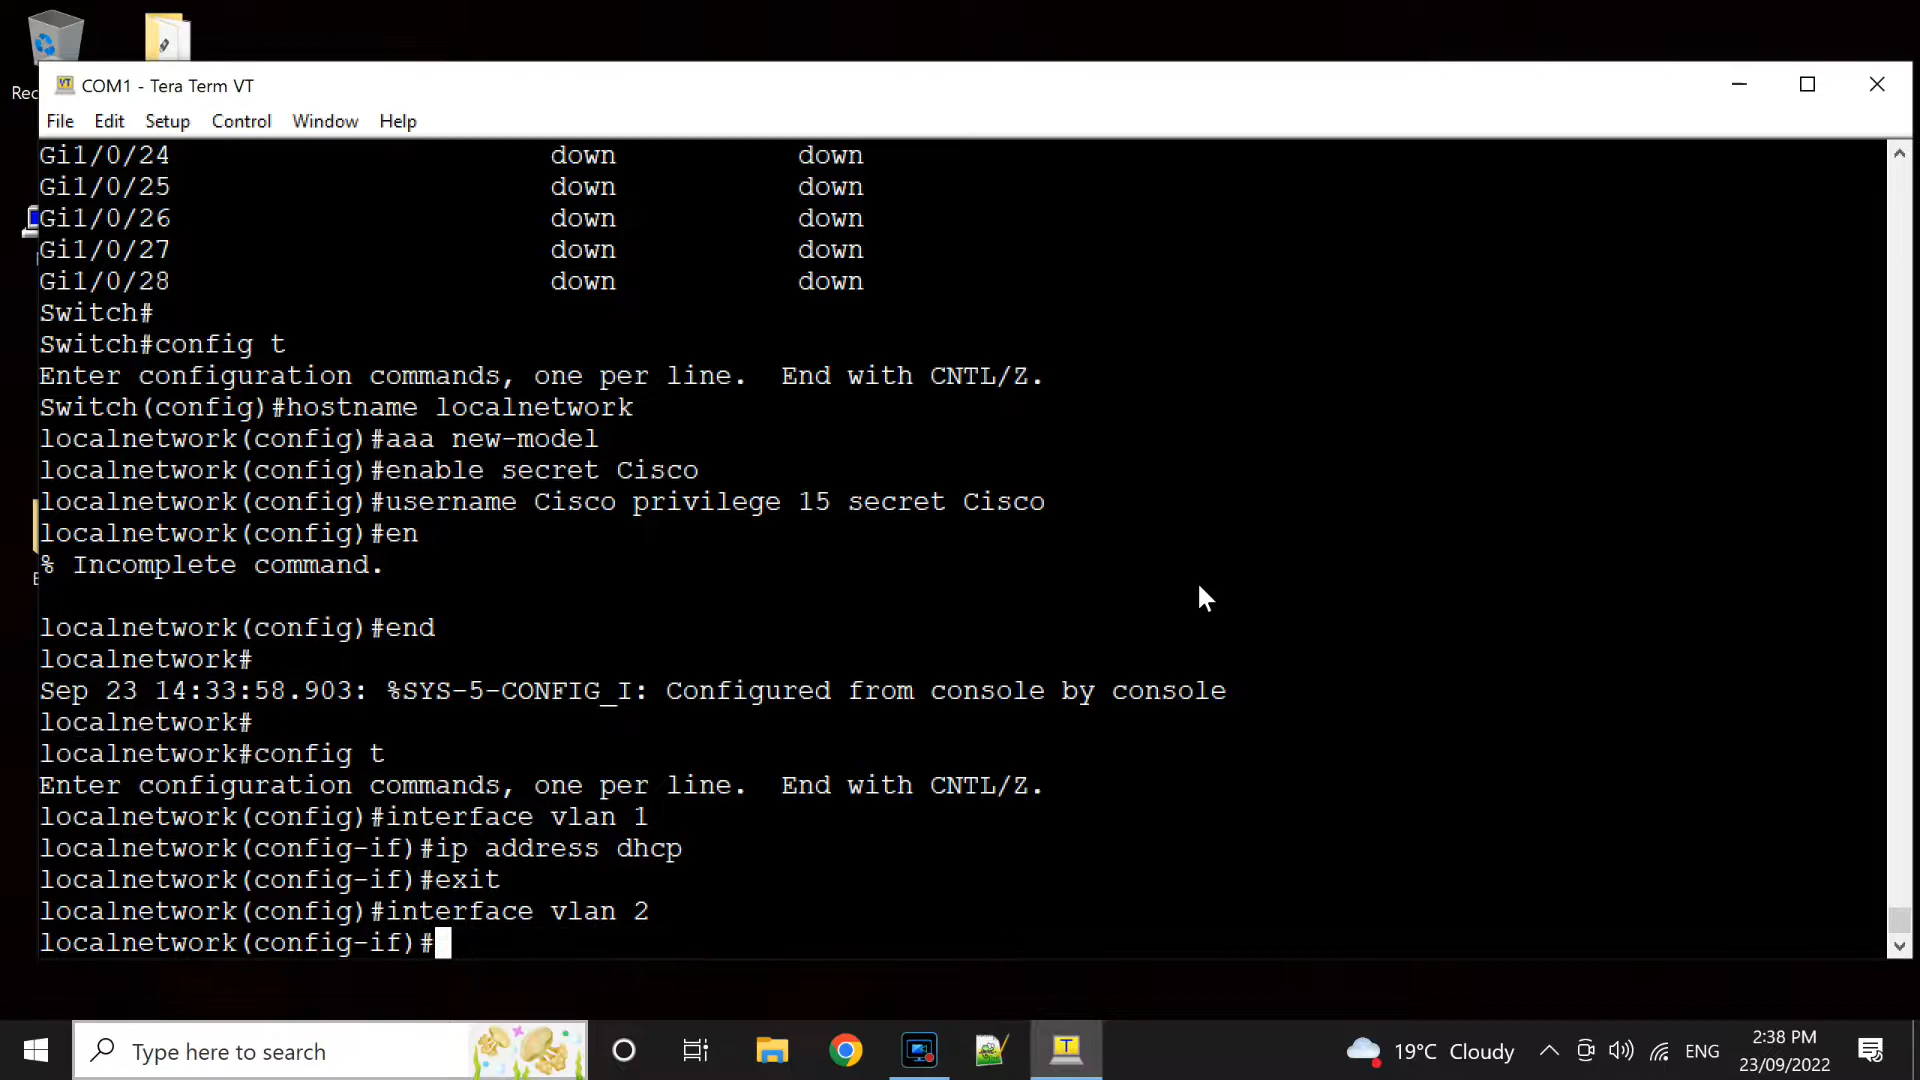 Rec
COM1 - Tera Term VT
File Edit Setup Control Window Help
Gi1/0/24 down down
Gi1/0/25 down down
Gi1/0/26 down down
Gi1/0/27 down down
Gi1/0/28 down down
Switch#
Switch#config t
Enter configuration commands, one per line.  End with CNTL/Z.
Switch(config)#hostname localnetwork
localnetwork(config)#aaa new-model
localnetwork(config)#enable secret Cisco
localnetwork(config)#username Cisco privilege 15 secret Cisco
localnetwork(config)#en
% Incomplete command.
localnetwork(config)#end
localnetwork#
Sep 23 14:33:58.903: %SYS-5-CONFIG_I: Configured from console by console
localnetwork#
localnetwork#config t
Enter configuration commands, one per line.  End with CNTL/Z.
localnetwork(config)#interface vlan 1
localnetwork(config-if)#ip address dhcp
localnetwork(config-if)#exit
localnetwork(config)#interface vlan 2
localnetwork(config-if)#
Type here to search
19°C Cloudy
ENG
2:38 PM
23/09/2022